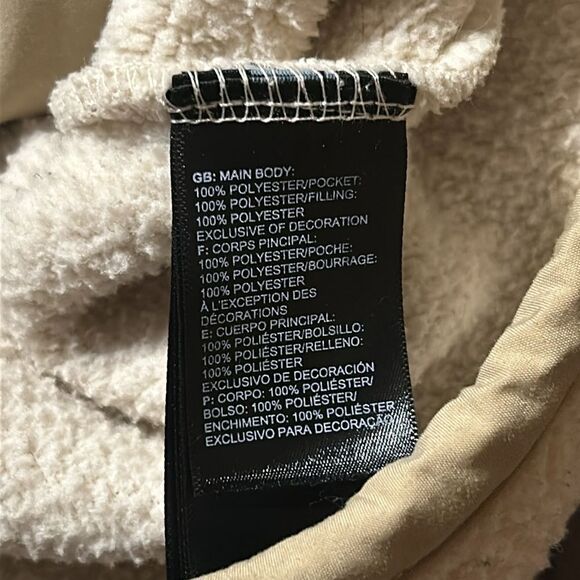 GB: MAIN BODY:
100% POLYESTER/POCKET:
100% POLYESTER/FILLING:
100% POLYESTER
EXCLUSIVE OF DECORATION
F: CORPS PINCIPAL:
100% POLYESTER/POCHE:
100% POLYESTER/BOURRAGE:
100% POLYESTER
À L'EXCEPTION DES
DÉCORATIONS
E: CUERPO PRINCIPAL:
100% POLIÉSTER/BOLSILLO:
100% POLIÉSTER/RELLENO:
100% POLIÉSTER
EXCLUSIVO DE DECORACIÓN
P: CORPO: 100% POLIÉSTER/
BOLSO: 100% POLIÉSTER/
ENCHIMENTO: 100% POLIÉSTER
EXCLUSIVO PARA DECORAÇÃO